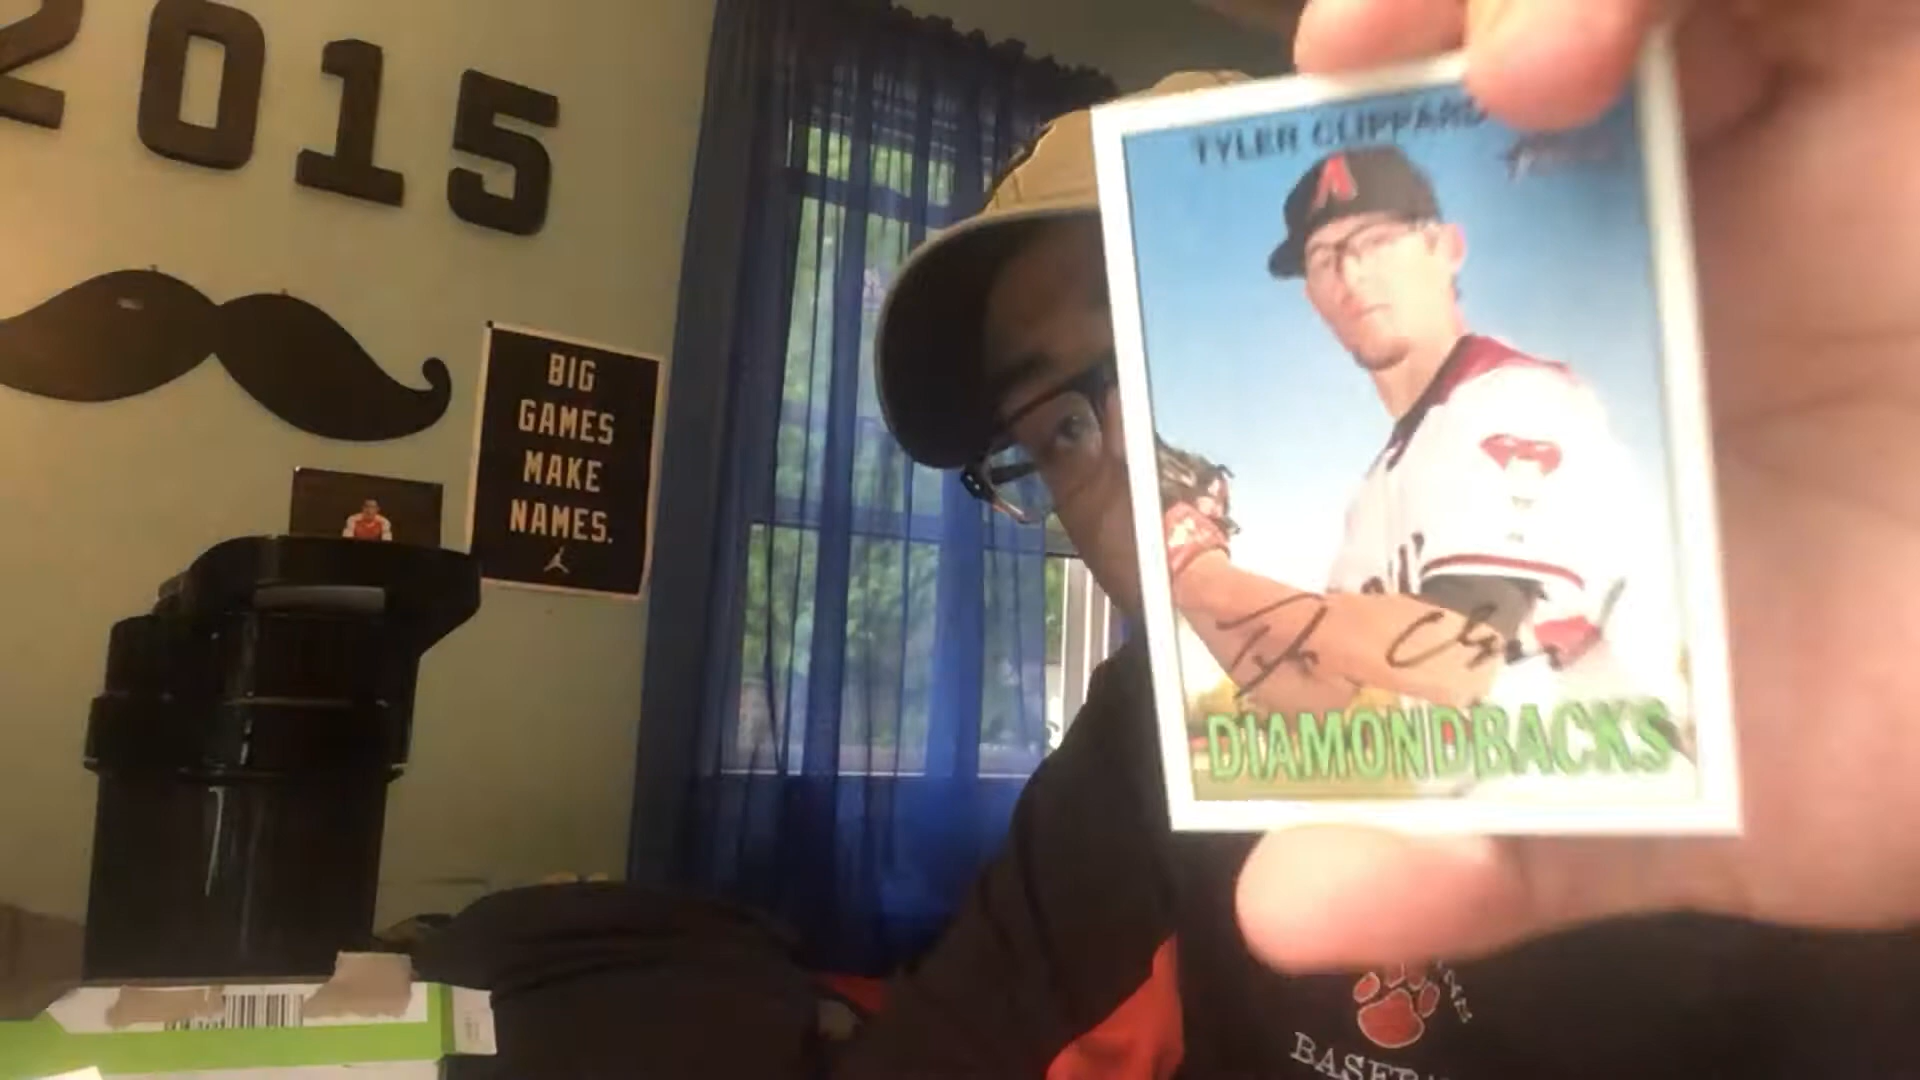 2015
BIG
GAMES
MAKE
NAMES.
TYLER CLIPPARD
DIAMONDBACKS